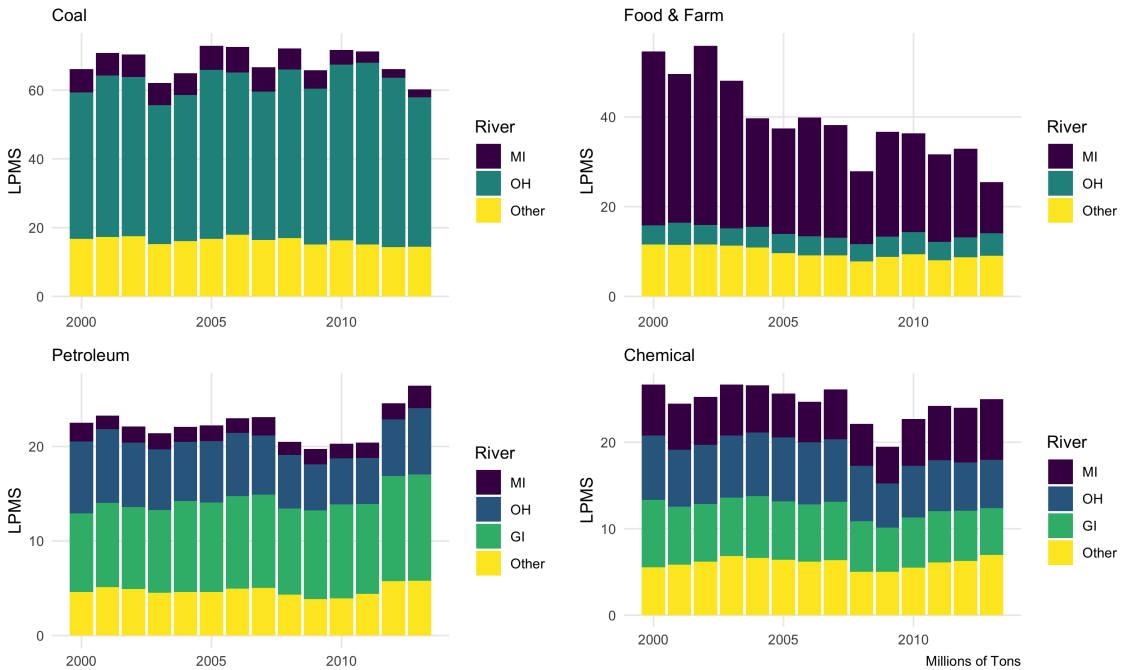 Coal
LPMS
60
40
20
0
2000 2005 2010
River
MI
OH
Other
Food & Farm
LPMS
40
20
0
2000 2005 2010
River
MI
OH
Other
Petroleum
LPMS
20
10
0
2000 2005 2010
River
MI
OH
GI
Other
Chemical
LPMS
20
10
0
2000 2005 2010
Millions of Tons
River
MI
OH
GI
Other